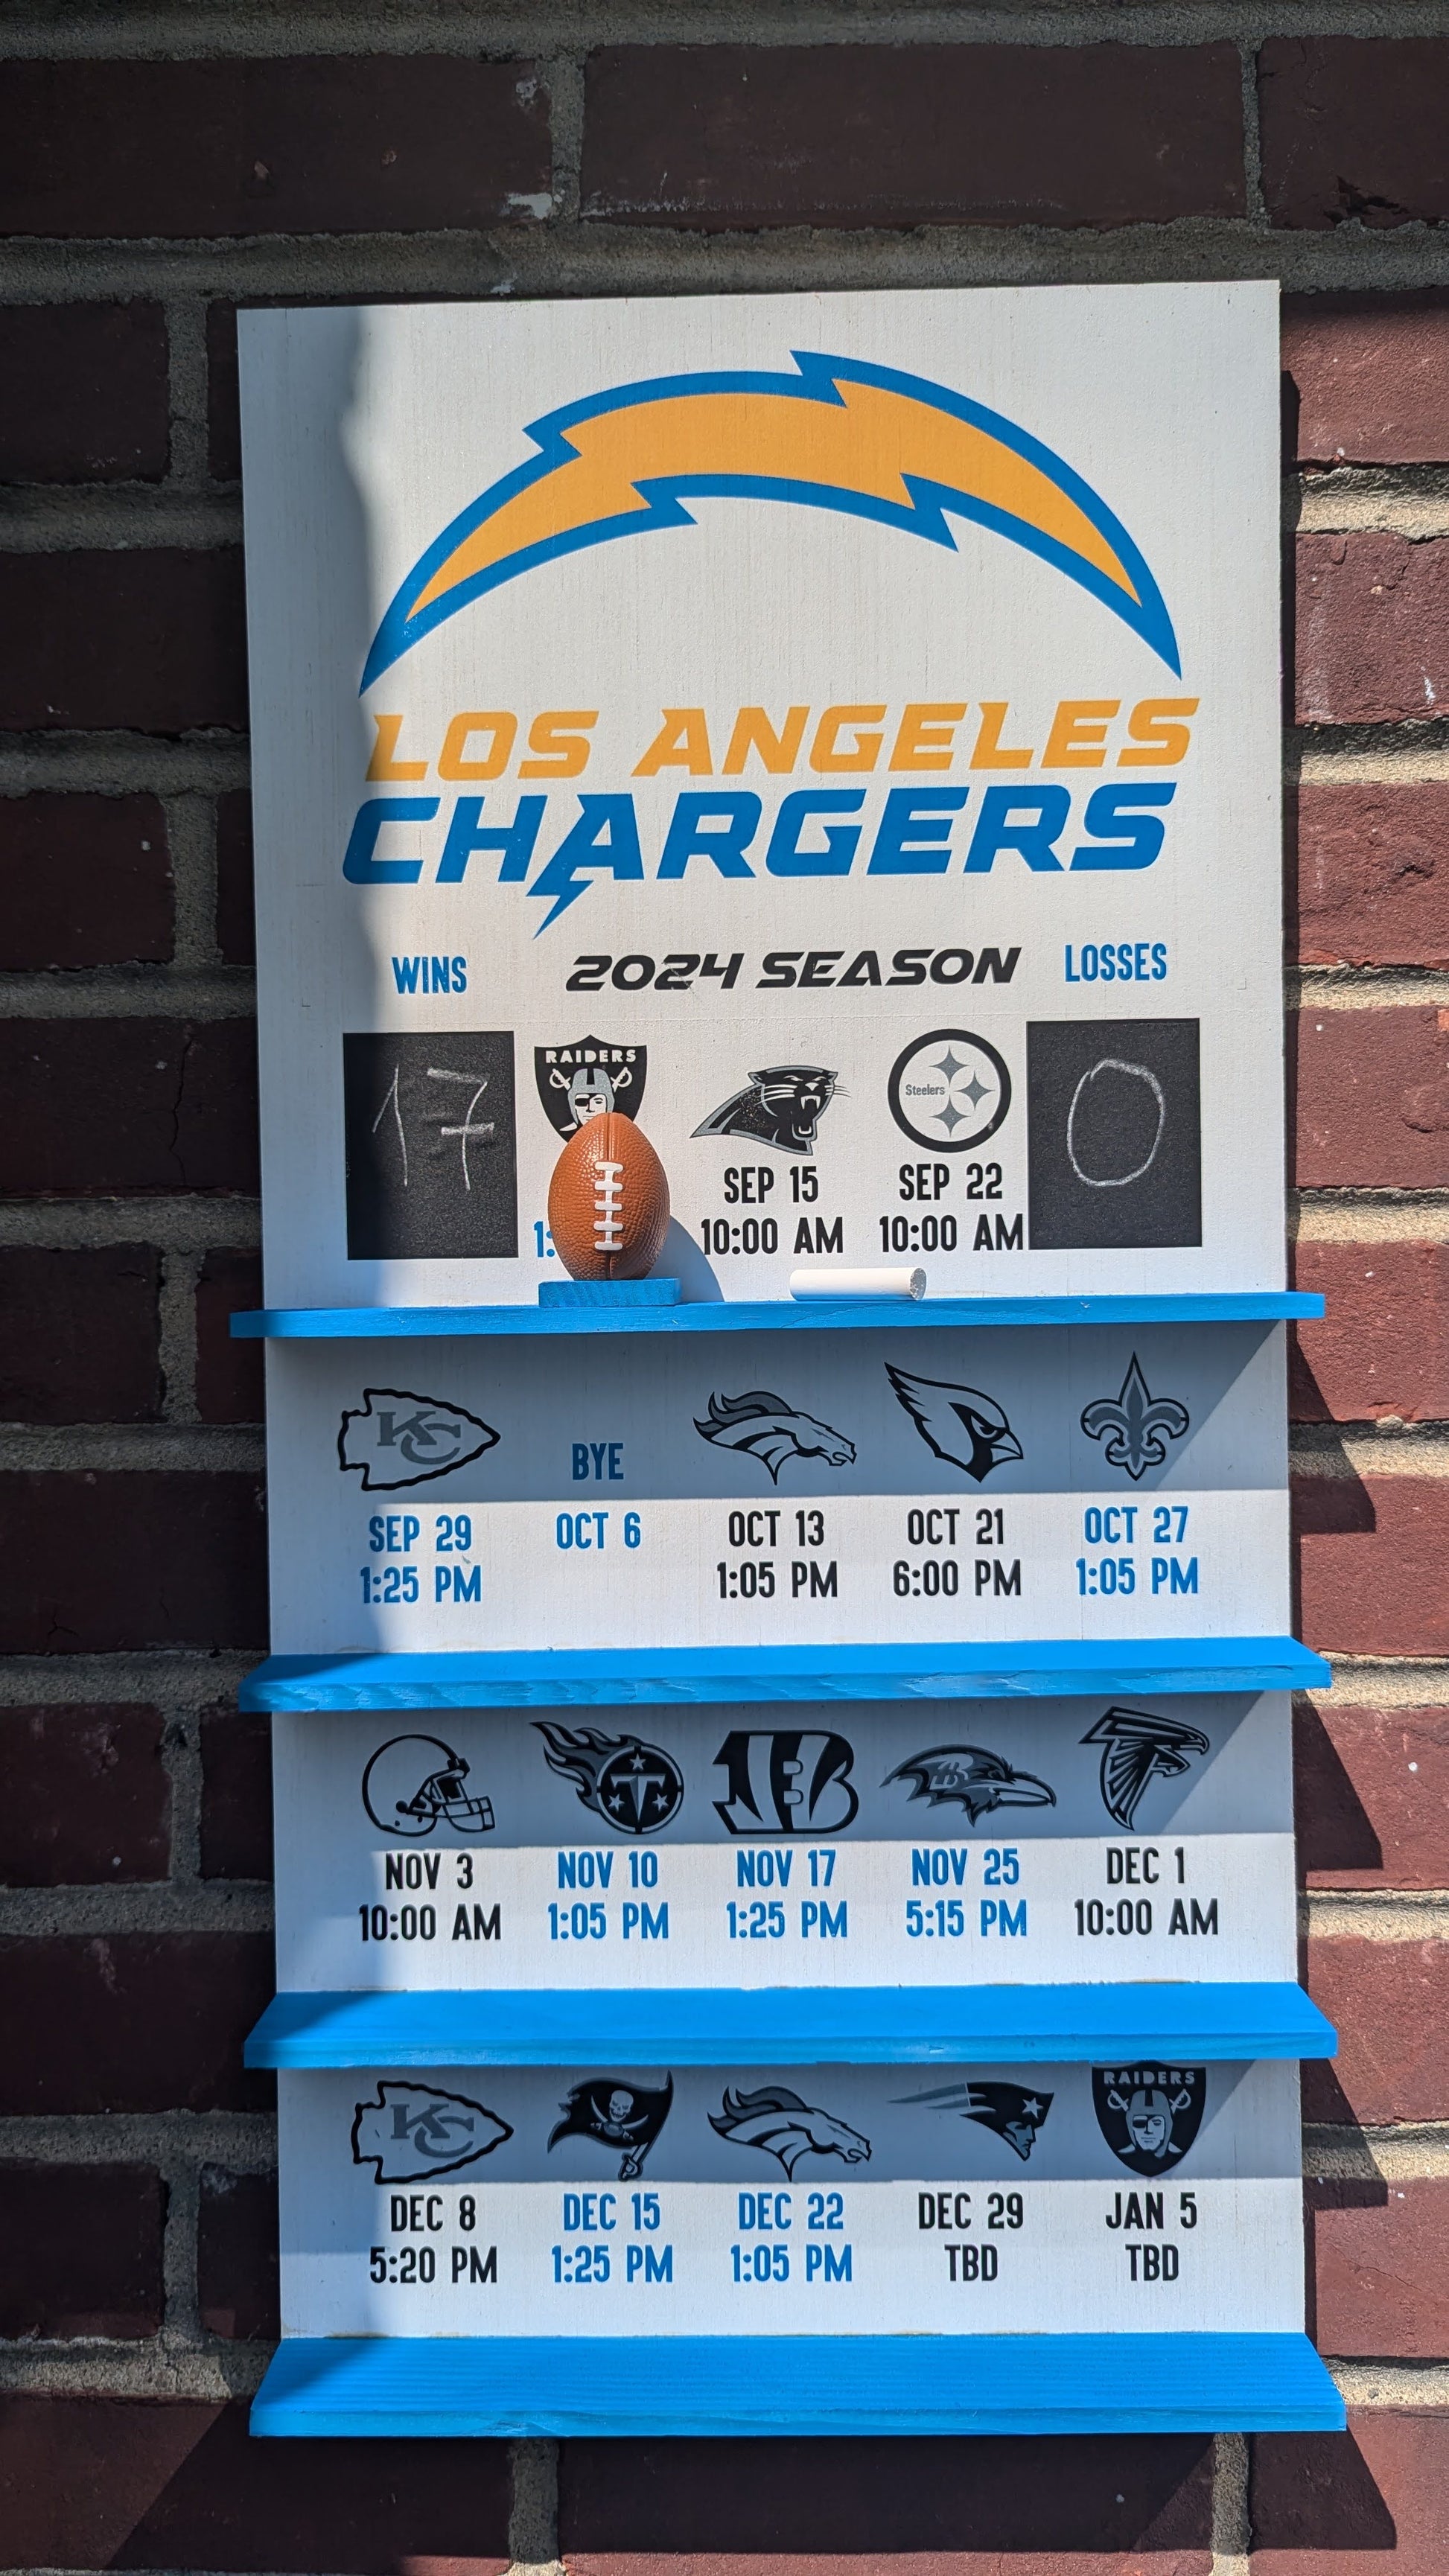 LOS ANGELES
CHARGERS
WINS 2024 SEASON LOSSES
17 0
RAIDERS
Steelers
SEP 15 SEP 22
1: 10:00 AM 10:00 AM
KC
BYE
SEP 29 OCT 6 OCT 13 OCT 21 OCT 27
1:25 PM 1:05 PM 6:00 PM 1:05 PM
T B B
NOV 3 NOV 10 NOV 17 NOV 25 DEC 1
10:00 AM 1:05 PM 1:25 PM 5:15 PM 10:00 AM
RAIDERS
KC
DEC 8 DEC 15 DEC 22 DEC 29 JAN 5
5:20 PM 1:25 PM 1:05 PM TBD TBD